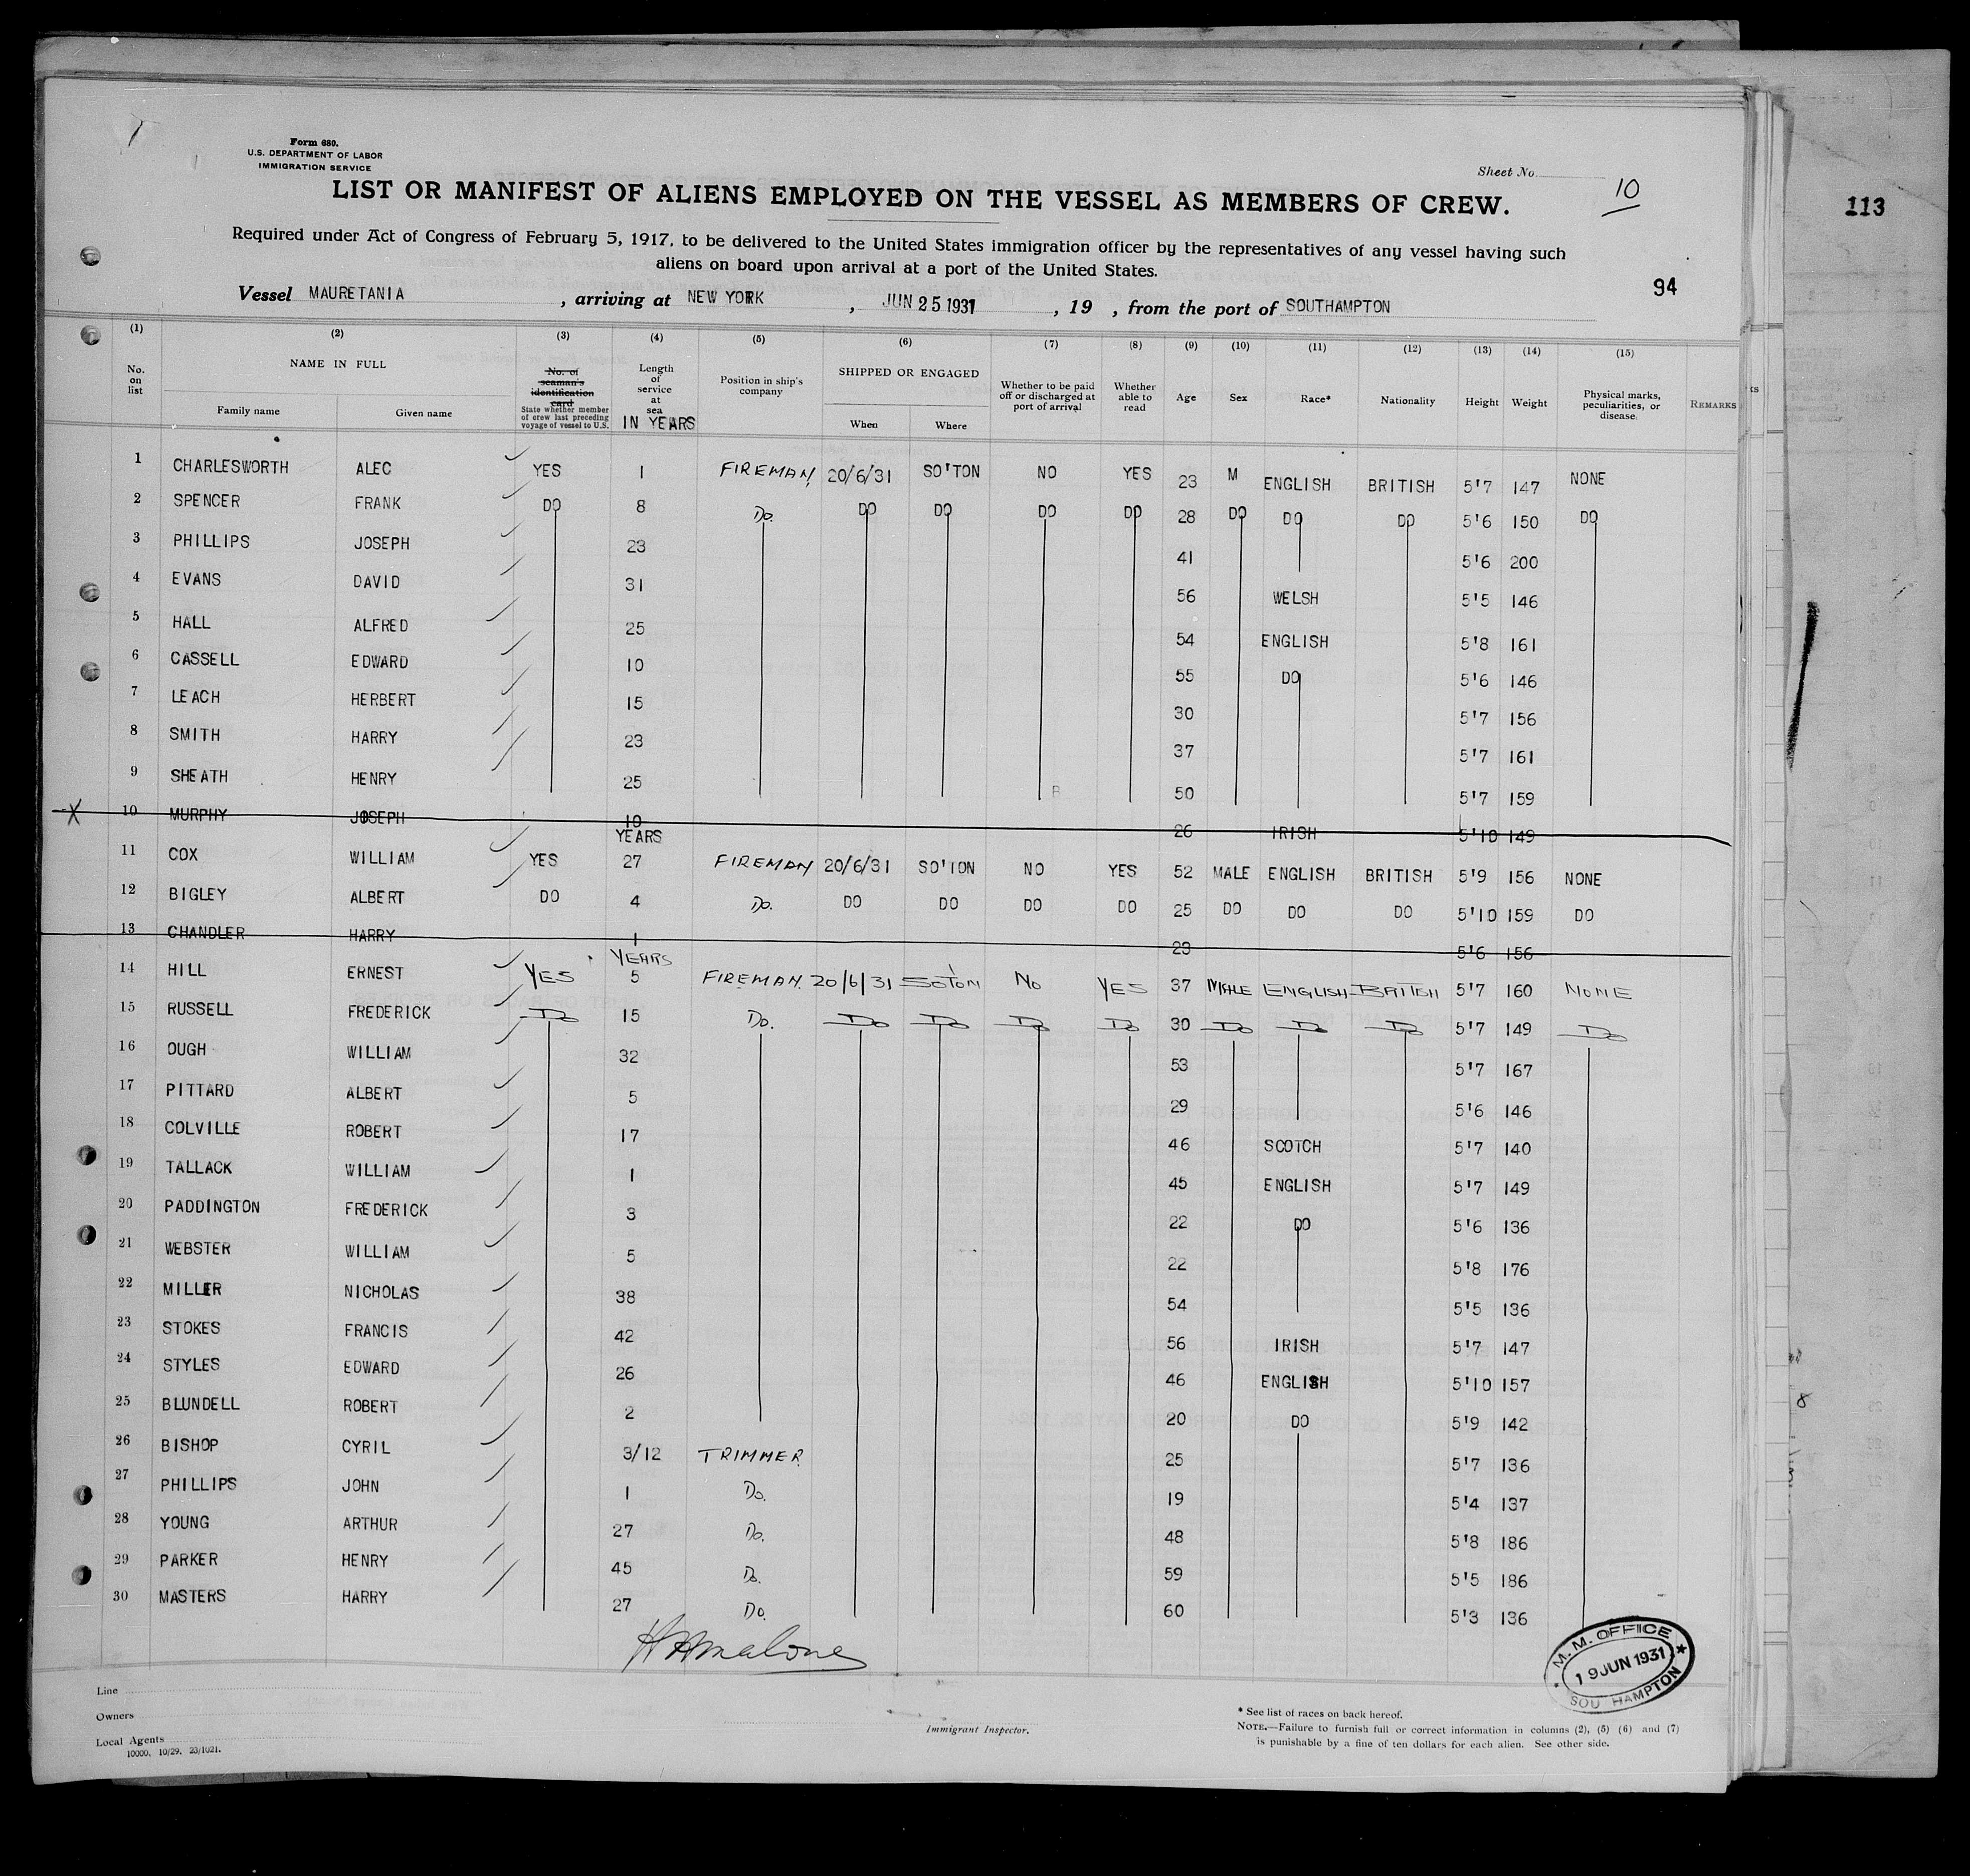 Form 680.
U.S. DEPARTMENT OF LABOR
IMMIGRATION SERVICE
Sheet No. 10
113
LIST OR MANIFEST OF ALIENS EMPLOYED ON THE VESSEL AS MEMBERS OF CREW.
Required under Act of Congress of February 5, 1917, to be delivered to the United States immigration officer by the representatives of any vessel having such
aliens on board upon arrival at a port of the United States.
94
Vessel MAURETANIA , arriving at NEW YORK , JUN 25 1931 , 19 , from the port of SOUTHAMPTON
(1) (2) (3) (4) (5) (6) (7) (8) (9) (10) (11) (12) (13) (14) (15)
No. on list NAME IN FULL Family name Given name No. of seaman's identification card State whether member of crew last preceding voyage of vessel to U.S. Length of service at sea IN YEARS Position in ship's company SHIPPED OR ENGAGED When Where Whether to be paid off or discharged at port of arrival Whether able to read Age Sex Race* Nationality Height Weight Physical marks, peculiarities, or disease. REMARKS
1 CHARLESWORTH ALEC YES 1 FIREMAN, 20/6/31 SO'TON NO YES 23 M ENGLISH BRITISH 5'7 147 NONE
2 SPENCER FRANK DO 8 Do. DO DO DO DO 28 DO DO DO 5'6 150 DO
3 PHILLIPS JOSEPH 23 41 5'6 200
4 EVANS DAVID 31 56 WELSH 5'5 146
5 HALL ALFRED 25 54 ENGLISH 5'8 161
6 CASSELL EDWARD 10 55 DO 5'6 146
7 LEACH HERBERT 15 30 5'7 156
8 SMITH HARRY 23 37 5'7 161
9 SHEATH HENRY 25 50 5'7 159
X 10 MURPHY JOSEPH 10 26 IRISH 5'10 149
YEARS
11 COX WILLIAM YES 27 FIREMAN 20/6/31 SO'TON NO YES 52 MALE ENGLISH BRITISH 5'9 156 NONE
12 BIGLEY ALBERT DO 4 Do. DO DO DO DO 25 DO DO DO 5'10 159 DO
13 CHANDLER HARRY 1 23 5'6 156
YEARS
14 HILL ERNEST YES 5 FIREMAN. 20/6/31 SOTON No YES 37 MALE ENGLISH BRITISH 5'7 160 NONE
15 RUSSELL FREDERICK Do 15 Do. Do Do Do Do 30 Do Do Do 5'7 149 Do
16 OUGH WILLIAM 32 53 5'7 167
17 PITTARD ALBERT 5 29 5'6 146
18 COLVILLE ROBERT 17 46 SCOTCH 5'7 140
19 TALLACK WILLIAM 1 45 ENGLISH 5'7 149
20 PADDINGTON FREDERICK 3 22 DO 5'6 136
21 WEBSTER WILLIAM 5 22 5'8 176
22 MILLER NICHOLAS 38 54 5'5 136
23 STOKES FRANCIS 42 56 IRISH 5'7 147
24 STYLES EDWARD 26 46 ENGLISH 5'10 157
25 BLUNDELL ROBERT 2 20 DO 5'9 142
26 BISHOP CYRIL 3/12 TRIMMER. 25 5'7 136
27 PHILLIPS JOHN 1 Do. 19 5'4 137
28 YOUNG ARTHUR 27 Do. 48 5'8 186
29 PARKER HENRY 45 Do. 59 5'5 186
30 MASTERS HARRY 27 Do. 60 5'3 136
M. M. OFFICE
19 JUN 1931
SOU HAMPTON
Line
Owners
Local Agents
10000. 10/29. 23/1021.
Immigrant Inspector.
* See list of races on back hereof.
NOTE.—Failure to furnish full or correct information in columns (2), (5) (6) and (7)
is punishable by a fine of ten dollars for each alien. See other side.